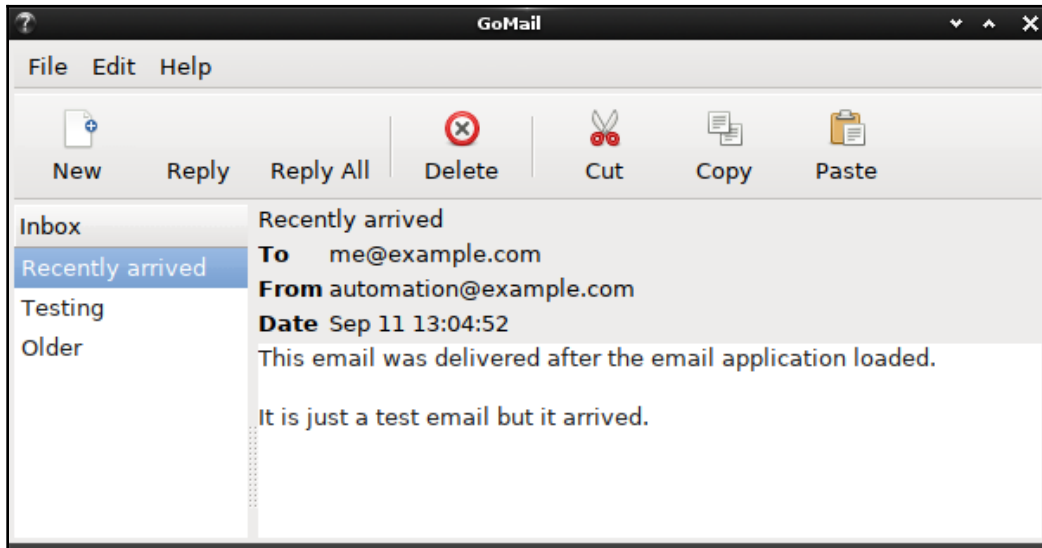 GoMail
File Edit Help
New Reply Reply All Delete Cut Copy Paste
Inbox
Recently arrived
Testing
Older
Recently arrived
To me@example.com
From automation@example.com
Date Sep 11 13:04:52
This email was delivered after the email application loaded.
It is just a test email but it arrived.